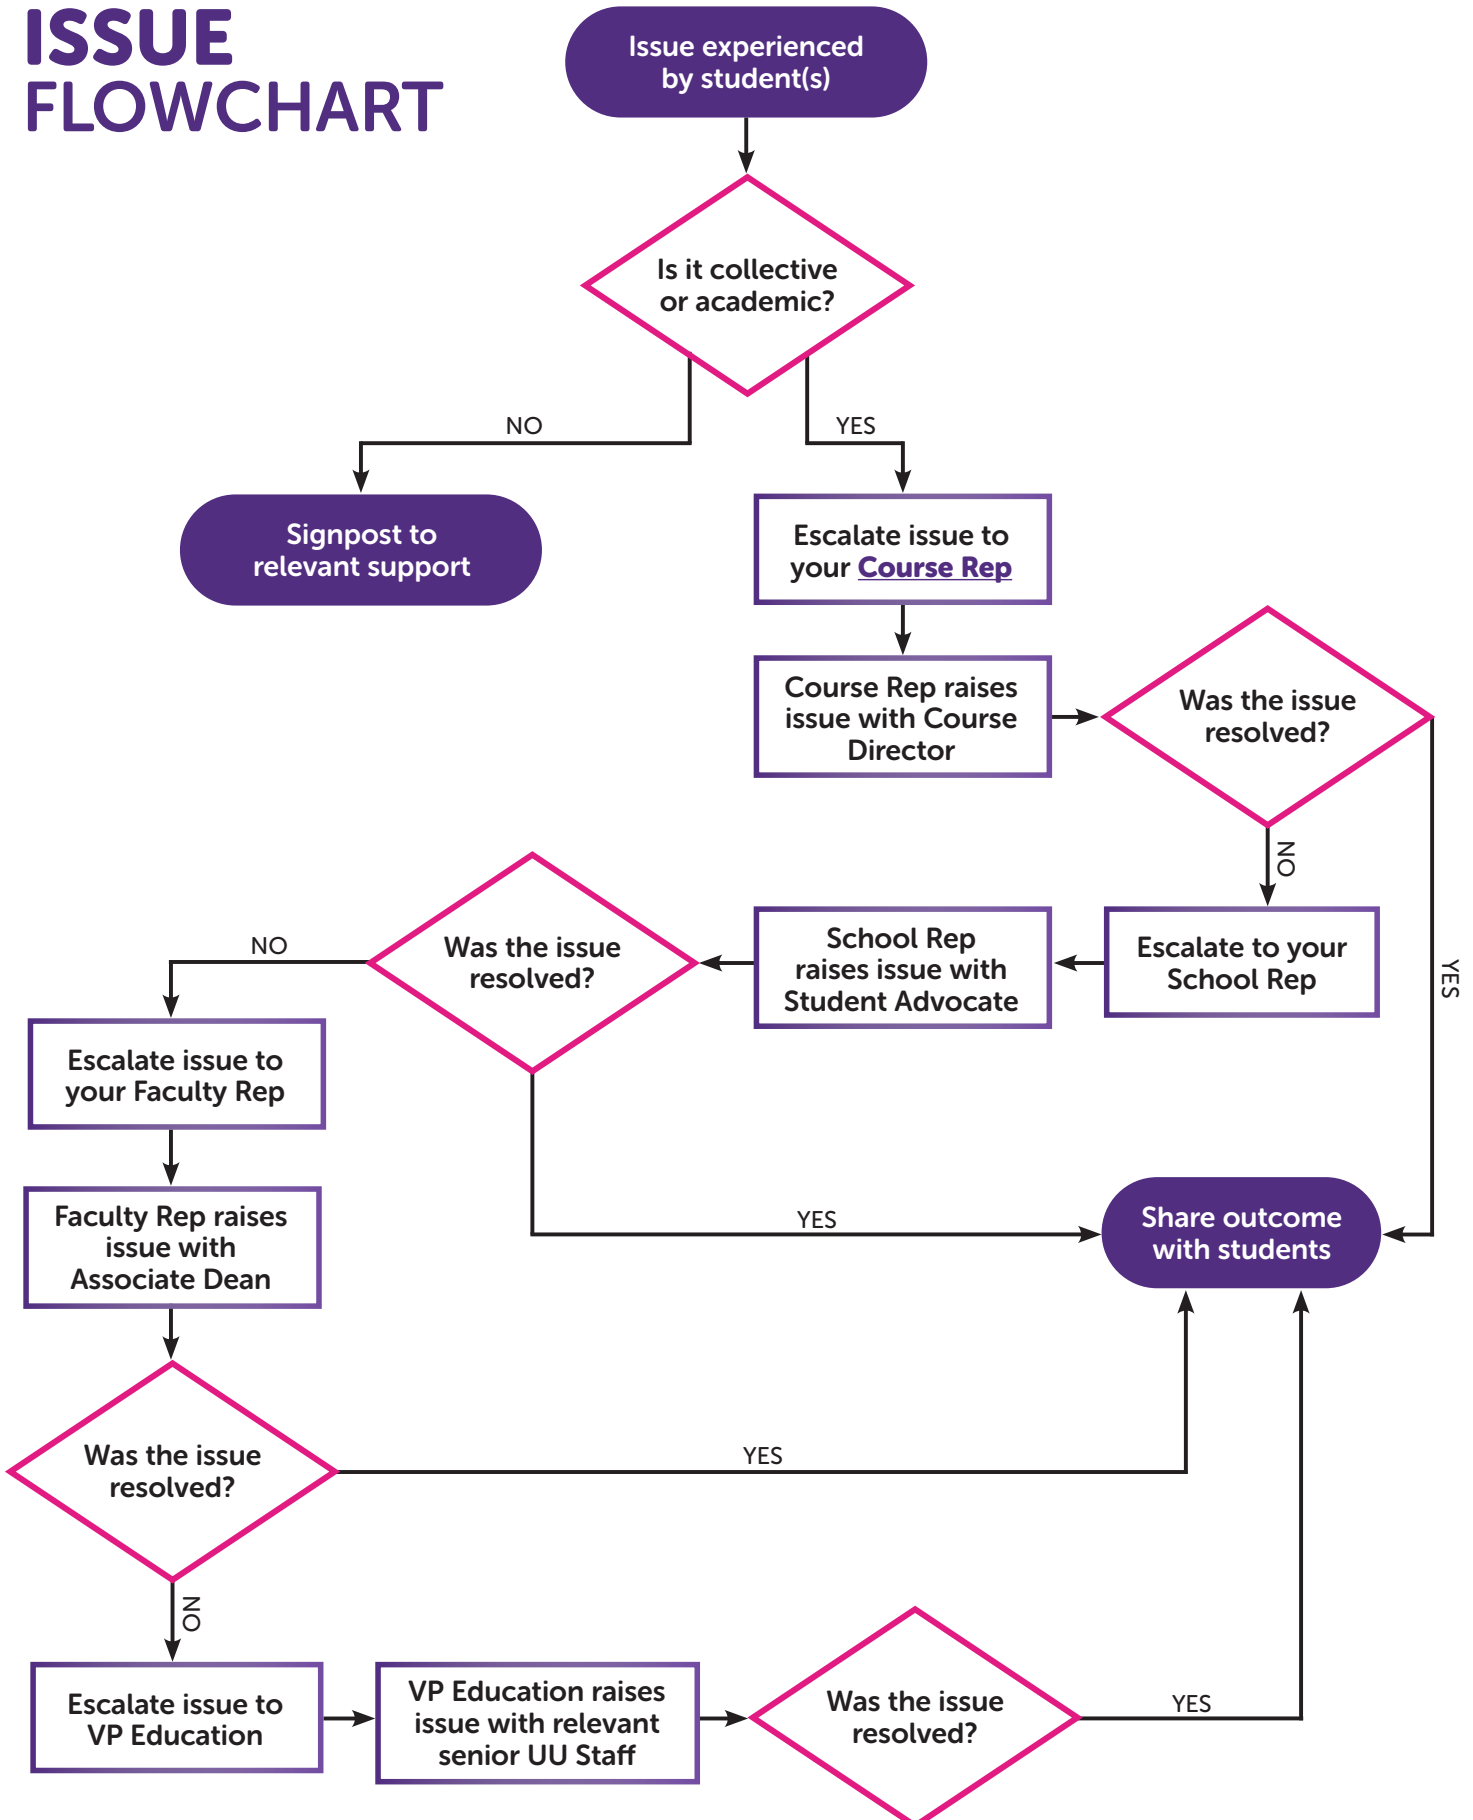 ISSUE
FLOWCHART
Issue experienced
by student(s)
Is it collective
or academic?
NO
YES
Signpost to
relevant support
Escalate issue to
your Course Rep
Course Rep raises
issue with Course
Director
Was the issue
resolved?
NO
YES
Escalate to your
School Rep
School Rep
raises issue with
Student Advocate
Was the issue
resolved?
NO
YES
Escalate issue to
your Faculty Rep
Faculty Rep raises
issue with
Associate Dean
Share outcome
with students
Was the issue
resolved?
YES
NO
Escalate issue to
VP Education
VP Education raises
issue with relevant
senior UU Staff
Was the issue
resolved?
YES